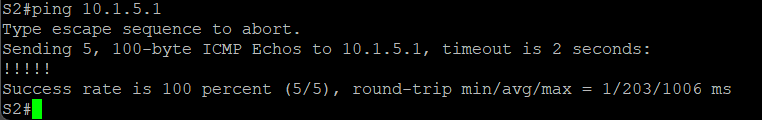 S2#ping 10.1.5.1
Type escape sequence to abort.
Sending 5, 100-byte ICMP Echos to 10.1.5.1, timeout is 2 seconds:
!!!!!
Success rate is 100 percent (5/5), round-trip min/avg/max = 1/203/1006 ms
S2#